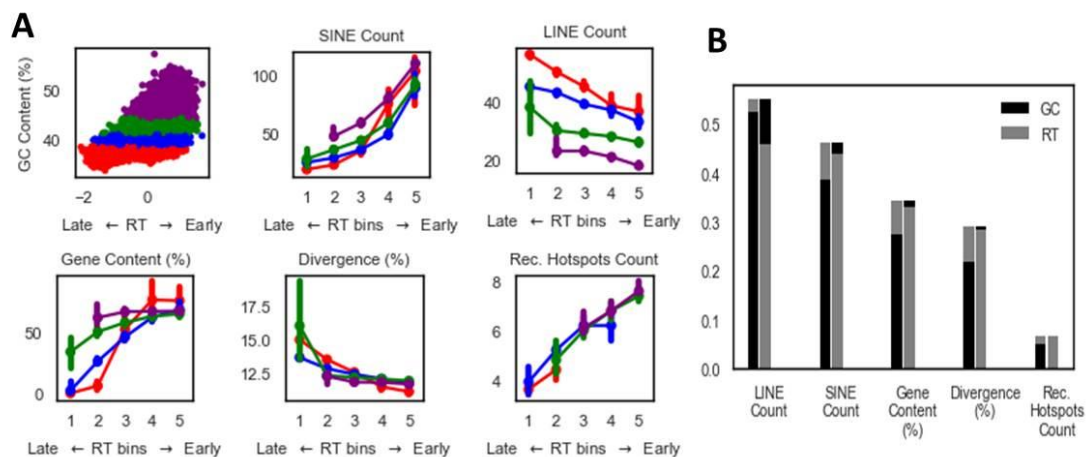 A
SINE Count
LINE Count
GC Content (%)
50
40
−2
0
Late ← RT → Early
100
50
1
2
3
4
5
Late ← RT bins → Early
40
20
1
2
3
4
5
Late ← RT bins → Early
Gene Content (%)
50
0
1
2
3
4
5
Late ← RT bins → Early
Divergence (%)
17.5
15.0
12.5
1
2
3
4
5
Late ← RT bins → Early
Rec. Hotspots Count
8
6
4
1
2
3
4
5
Late ← RT bins → Early
B
GC
RT
0.5
0.4
0.3
0.2
0.1
0.0
LINE
Count
SINE
Count
Gene
Content
(%)
Divergence
(%)
Rec.
Hotspots
Count